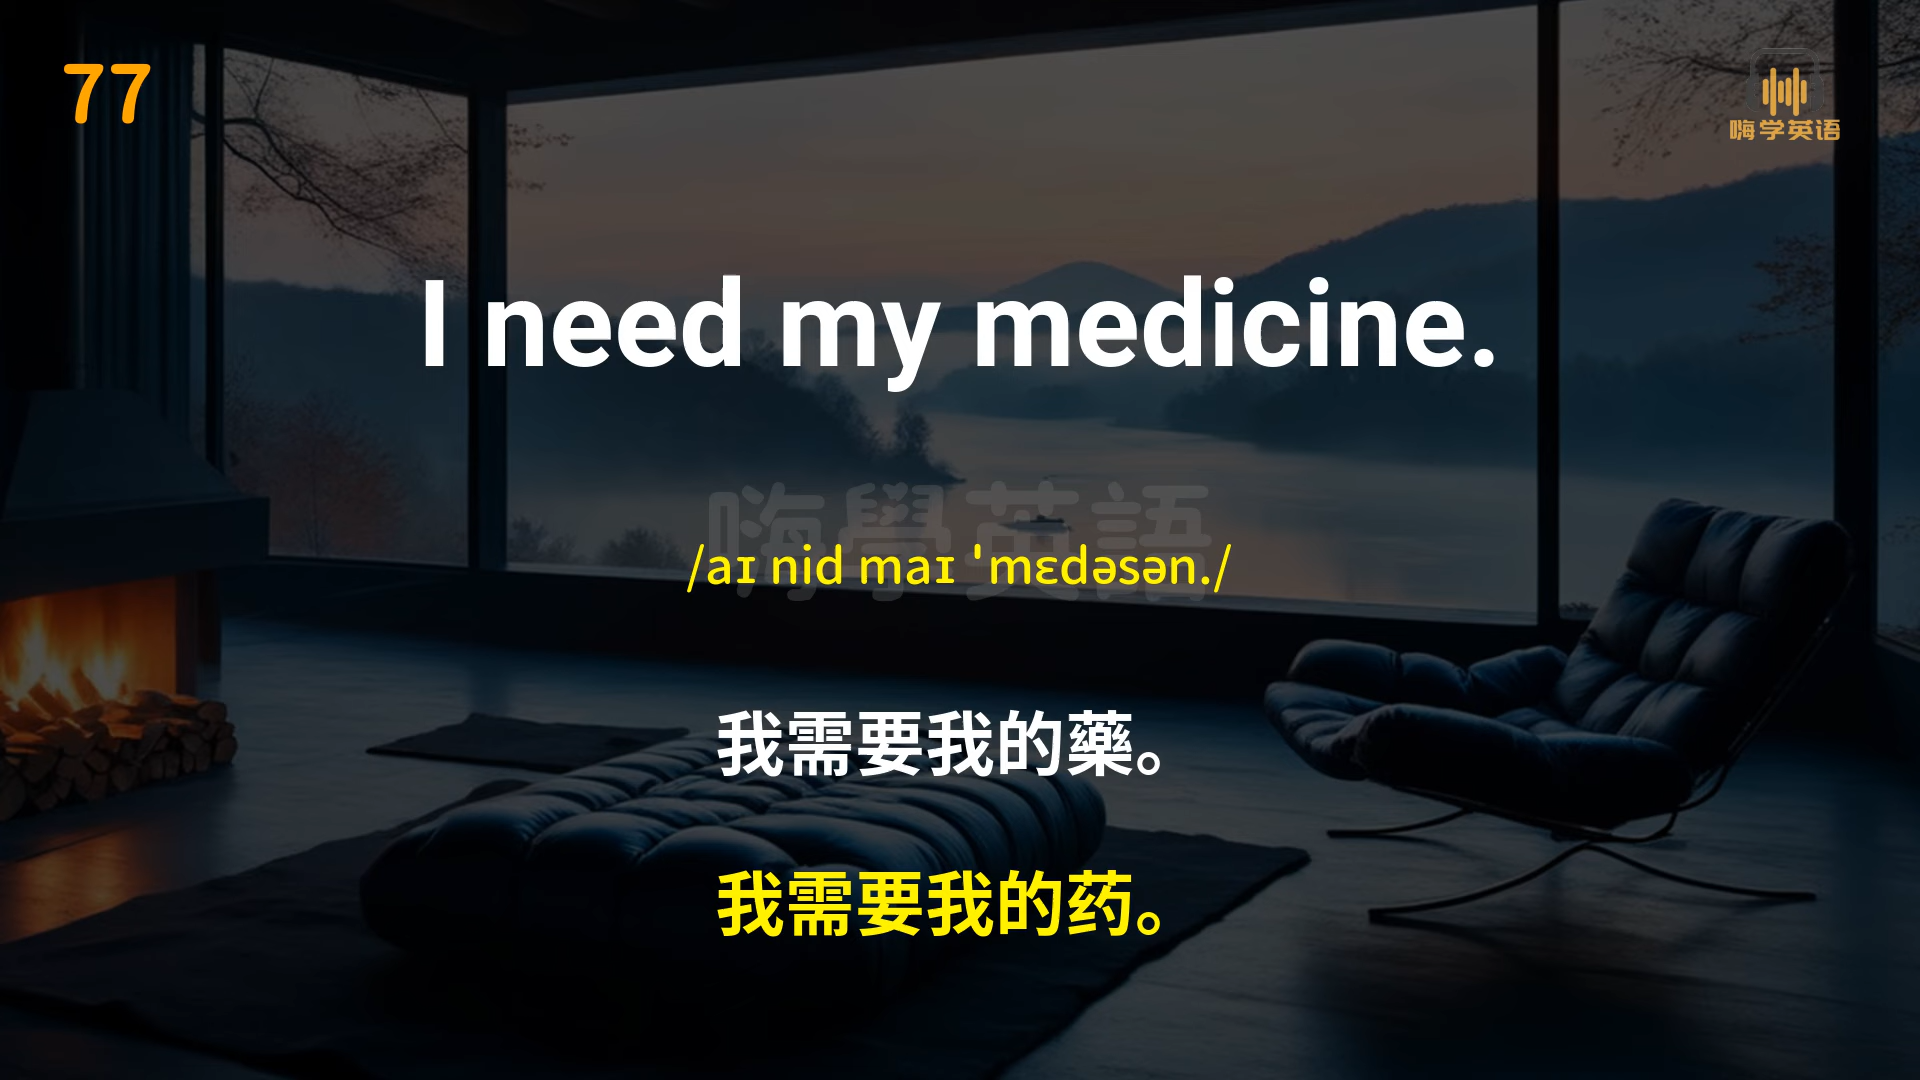 77
嗨学英语
I need my medicine.
嗨學英語
/aɪ nid maɪ ˈmɛdəsən./
我需要我的藥。
我需要我的药。